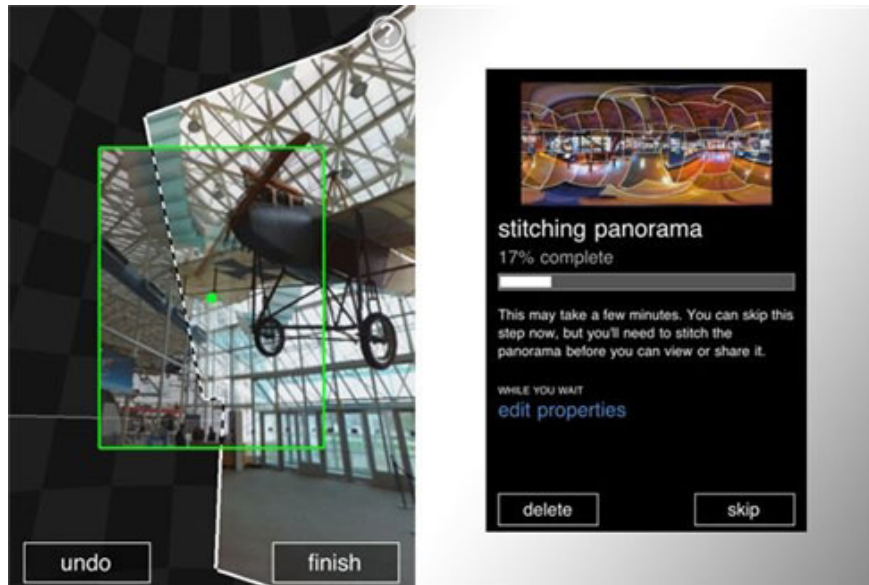 ?
undo
finish
stitching panorama
17% complete
This may take a few minutes. You can skip this
step now, but you'll need to stitch the
panorama before you can view or share it.
WHILE YOU WAIT
edit properties
delete
skip